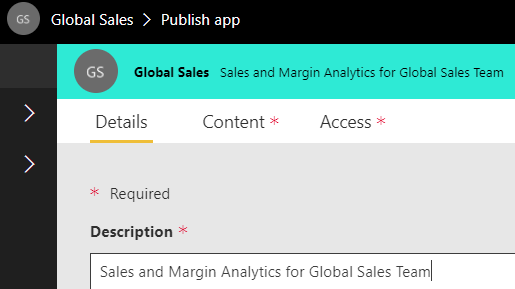 GS Global Sales > Publish app
GS Global Sales Sales and Margin Analytics for Global Sales Team
Details Content * Access *
* Required
Description *
Sales and Margin Analytics for Global Sales Team